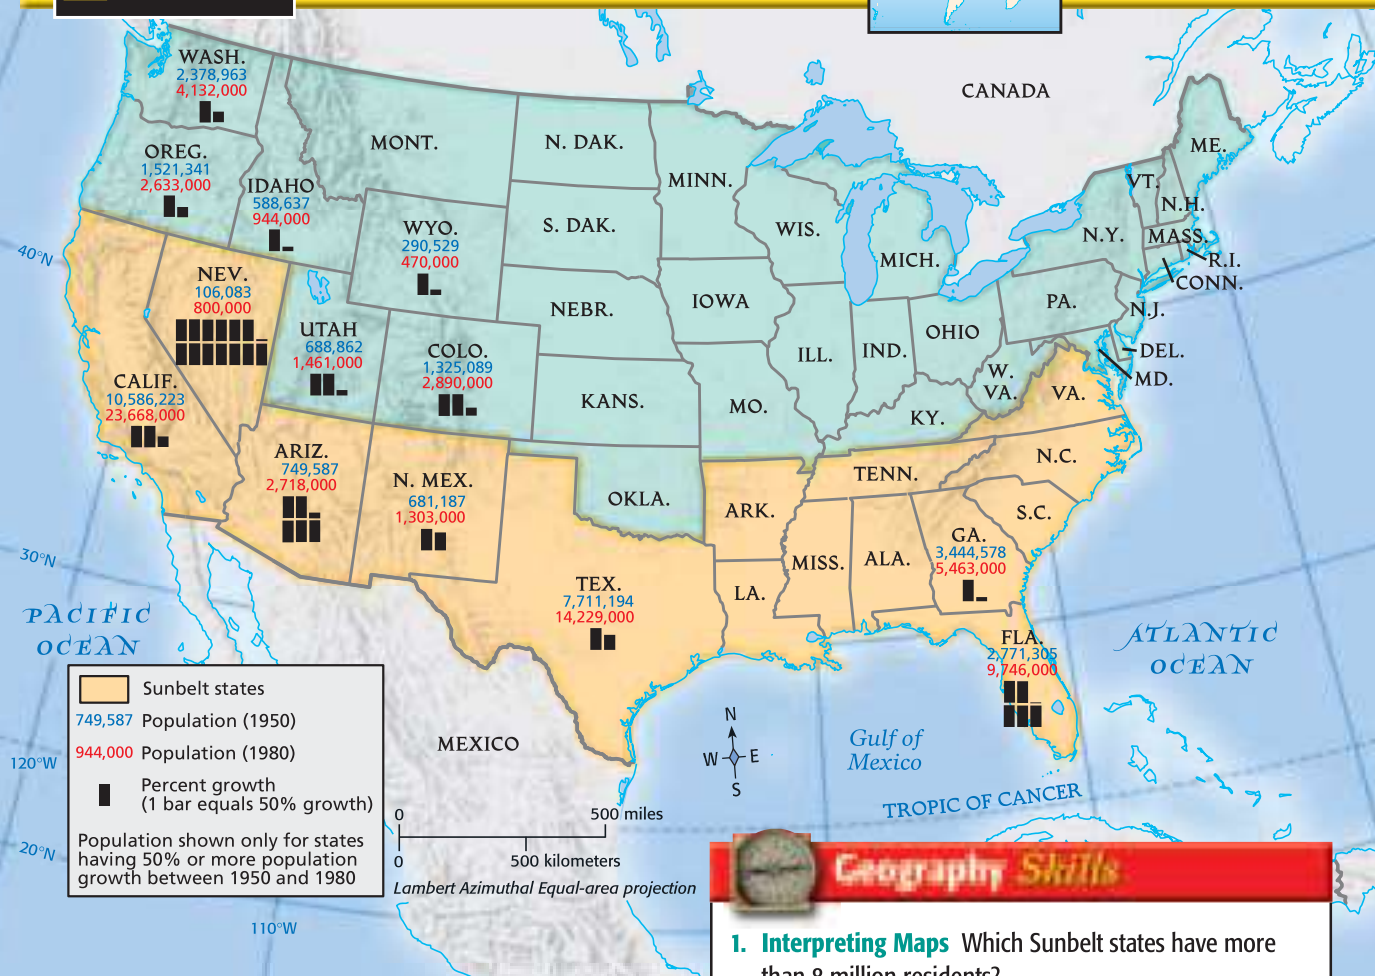 CANADA
WASH.
2,378,963
4,132,000
MONT.
N. DAK.
MINN.
ME.
OREG.
1,521,341
2,633,000
IDAHO
588,637
944,000
VT.
N.H.
WYO.
290,529
470,000
S. DAK.
WIS.
MICH.
N.Y.
MASS.
R.I.
CONN.
40°N
NEV.
106,083
800,000
NEBR.
IOWA
PA.
N.J.
UTAH
688,862
1,461,000
COLO.
1,325,089
2,890,000
ILL.
IND.
OHIO
W.
VA.
DEL.
MD.
CALIF.
10,586,223
23,668,000
KANS.
MO.
KY.
VA.
ARIZ.
749,587
2,718,000
N. MEX.
681,187
1,303,000
OKLA.
ARK.
TENN.
N.C.
S.C.
30°N
TEX.
7,711,194
14,229,000
LA.
MISS.
ALA.
GA.
3,444,578
5,463,000
FLA.
2,771,305
9,746,000
PACIFIC
OCEAN
ATLANTIC
OCEAN
Sunbelt states
749,587 Population (1950)
944,000 Population (1980)
Percent growth
(1 bar equals 50% growth)
Population shown only for states
having 50% or more population
growth between 1950 and 1980
MEXICO
N
W E
S
Gulf of
Mexico
TROPIC OF CANCER
120°W
20°N
110°W
0 500 miles
0 500 kilometers
Lambert Azimuthal Equal-area projection
Geography Skills
1. Interpreting Maps Which Sunbelt states have more
than 8 million residents?